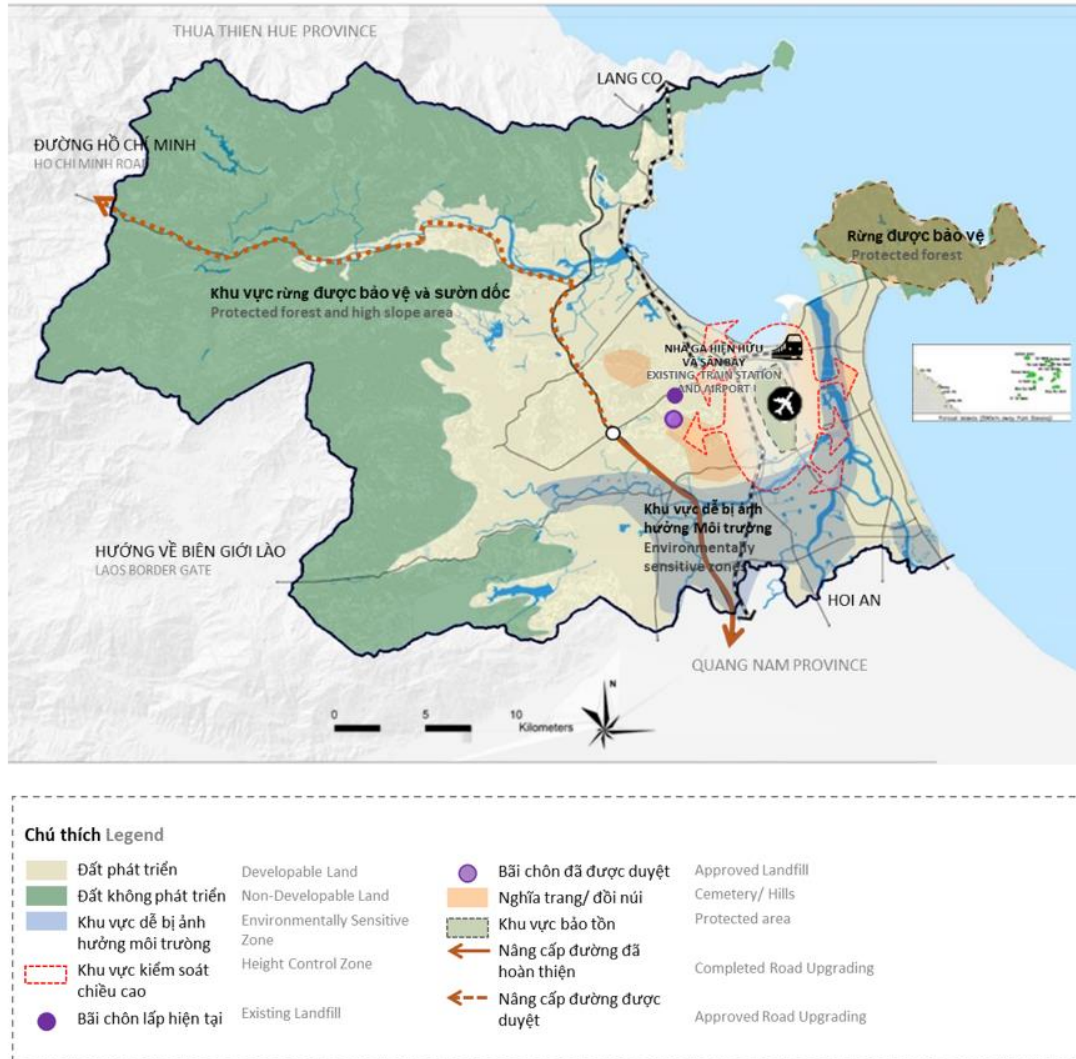 THUA THIEN HUE PROVINCE
LANG CO
ĐƯỜNG HỒ CHÍ MINH
HO CHI MINH ROAD
Rừng được bảo vệ
Protected forest
Khu vực rừng được bảo vệ và sườn dốc
Protected forest and high slope area
NHÀ GA HIỆN HỮU
VÀ SÂN BAY
EXISTING TRAIN STATION
AND AIRPORT
Khu vực dễ bị ảnh
hưởng Môi trường
Environmentally
sensitive zone
HƯỚNG VỀ BIÊN GIỚI LÀO
LAOS BORDER GATE
HOI AN
QUANG NAM PROVINCE
N
0 5 10
Kilometers
Chú thích Legend
Đất phát triển Developable Land
Đất không phát triển Non-Developable Land
Khu vực dễ bị ảnh Environmentally Sensitive
hưởng môi trường Zone
Khu vực kiểm soát Height Control Zone
chiều cao
Bãi chôn lấp hiện tại Existing Landfill
Bãi chôn đã được duyệt Approved Landfill
Nghĩa trang/ đồi núi Cemetery/ Hills
Khu vực bảo tồn Protected area
Nâng cấp đường đã
hoàn thiện Completed Road Upgrading
Nâng cấp đường được
duyệt Approved Road Upgrading